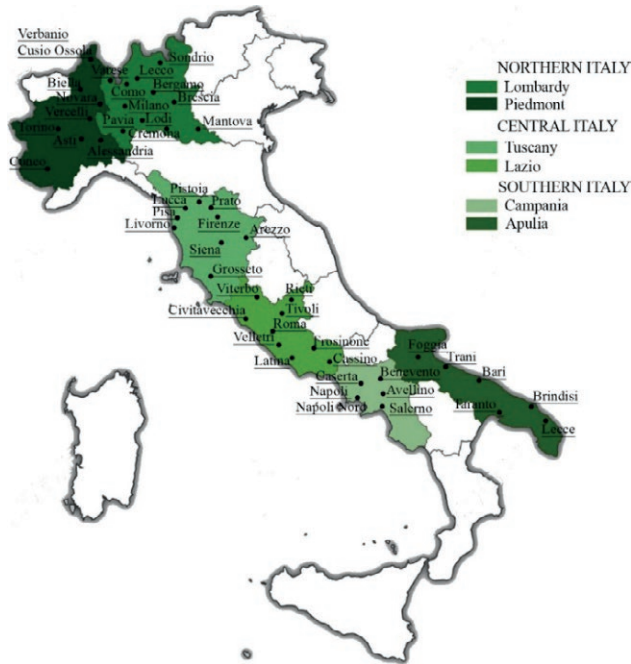 Verbanio
Cusio Ossola
Sondrio
Varese
Lecco
Biella
Como
Bergamo
Novara
Milano
Brescia
Vercelli
Pavia
Lodi
Torino
Cremona
Mantova
Asti
Alessandria
Cuneo
NORTHERN ITALY
Lombardy
Piedmont
CENTRAL ITALY
Tuscany
Lazio
SOUTHERN ITALY
Campania
Apulia
Pistoia
Lucca
Prato
Pisa
Firenze
Livorno
Arezzo
Siena
Grosseto
Viterbo
Rieti
Civitavecchia
Tivoli
Roma
Velletri
Frosinone
Latina
Cassino
Foggia
Trani
Caserta
Benevento
Bari
Napoli
Avellino
Napoli Nord
Salerno
Taranto
Brindisi
Lecce